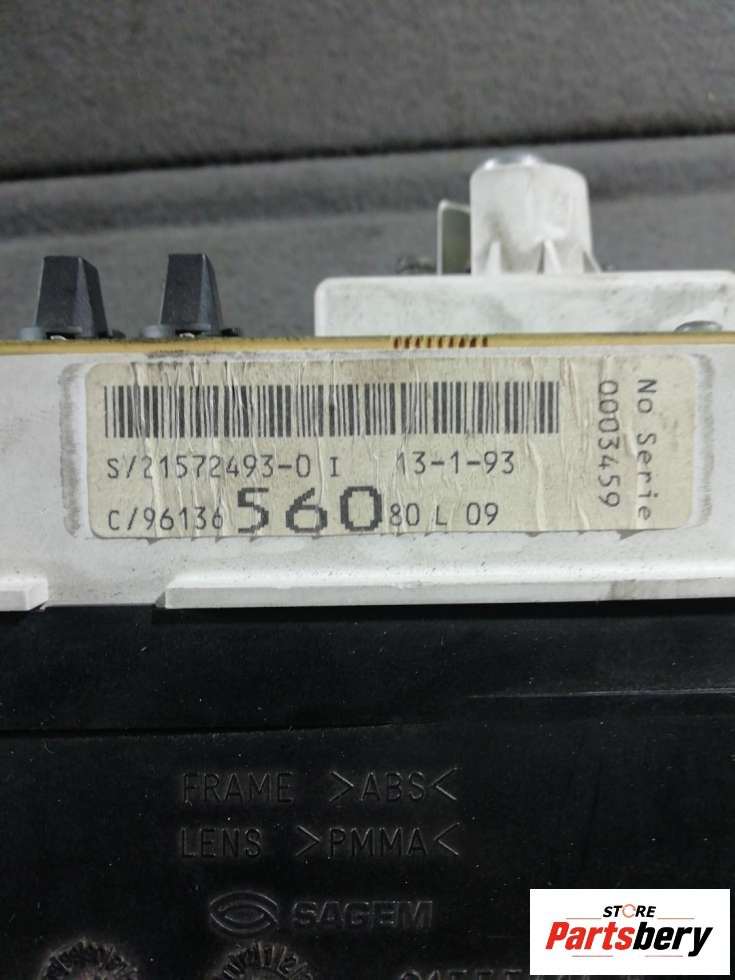 S/21572493-0 I 13-1-93
C/96136 560 80 L 09
No Serie
0003459
FRAME >ABS<
LENS >PMMA<
SAGEM
STORE
Partsbery